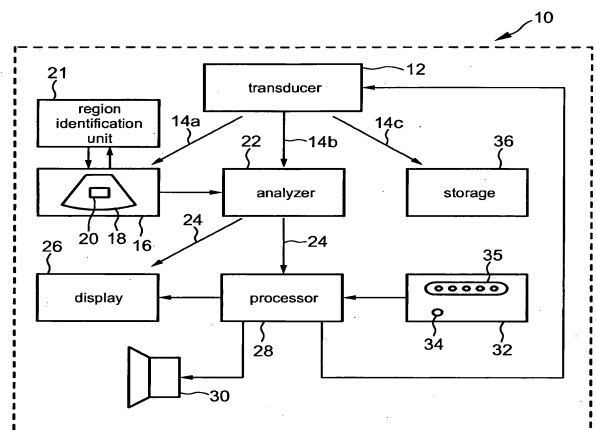 10
12
transducer
21
region
identification
unit
14a
22
14b
14c
36
analyzer
storage
20
18
16
24
24
26
35
display
processor
34
32
28
30